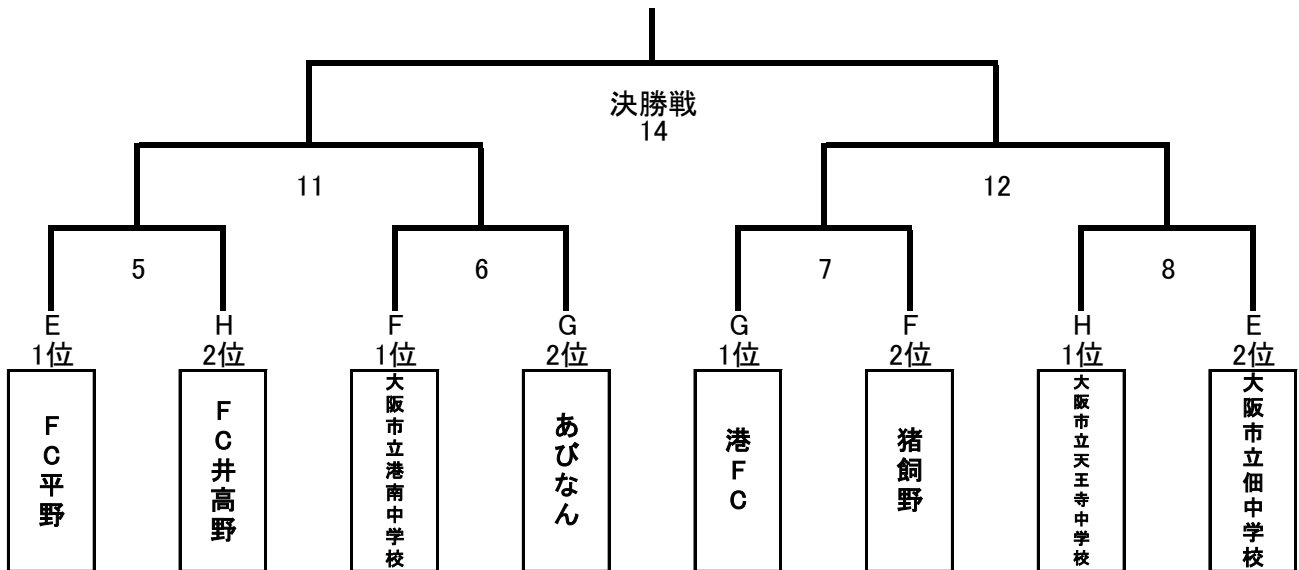 決勝戦
14
11
12
5
6
7
8
E
H
F
G
G
F
H
E
1位
2位
1位
2位
1位
2位
1位
2位
FC平野
FC井高野
大阪市立港南中学校
あびなん
港FC
猪飼野
大阪市立天王寺中学校
大阪市立佃中学校